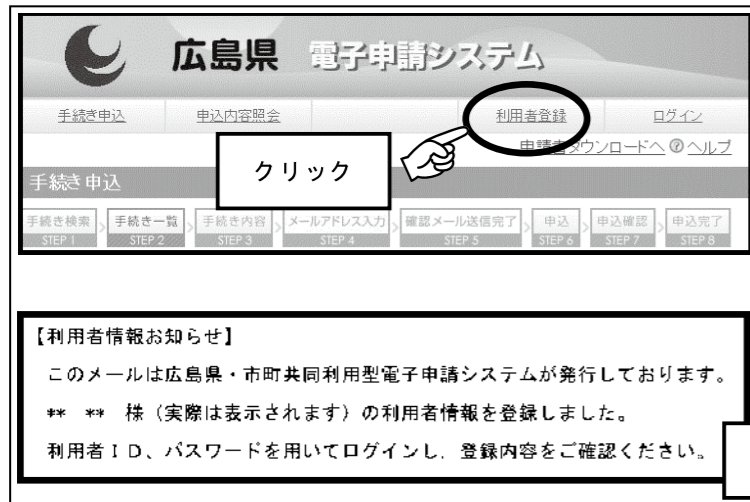 広島県 電子申請システム
手続き申込 申込内容照会 利用者登録 ログイン
申請書ダウンロードへ ? ヘルプ
クリック
手続き申込
手続き検索 > 手続き一覧 > 手続き内容 > メールアドレス入力 > 確認メール送信完了 > 申込 > 申込確認 > 申込完了
STEP 1 STEP 2 STEP 3 STEP 4 STEP 5 STEP 6 STEP 7 STEP 8
【利用者情報お知らせ】
このメールは広島県・市町共同利用型電子申請システムが発行しております。
** ** 様（実際は表示されます）の利用者情報を登録しました。
利用者ＩＤ、パスワードを用いてログインし，登録内容をご確認ください。